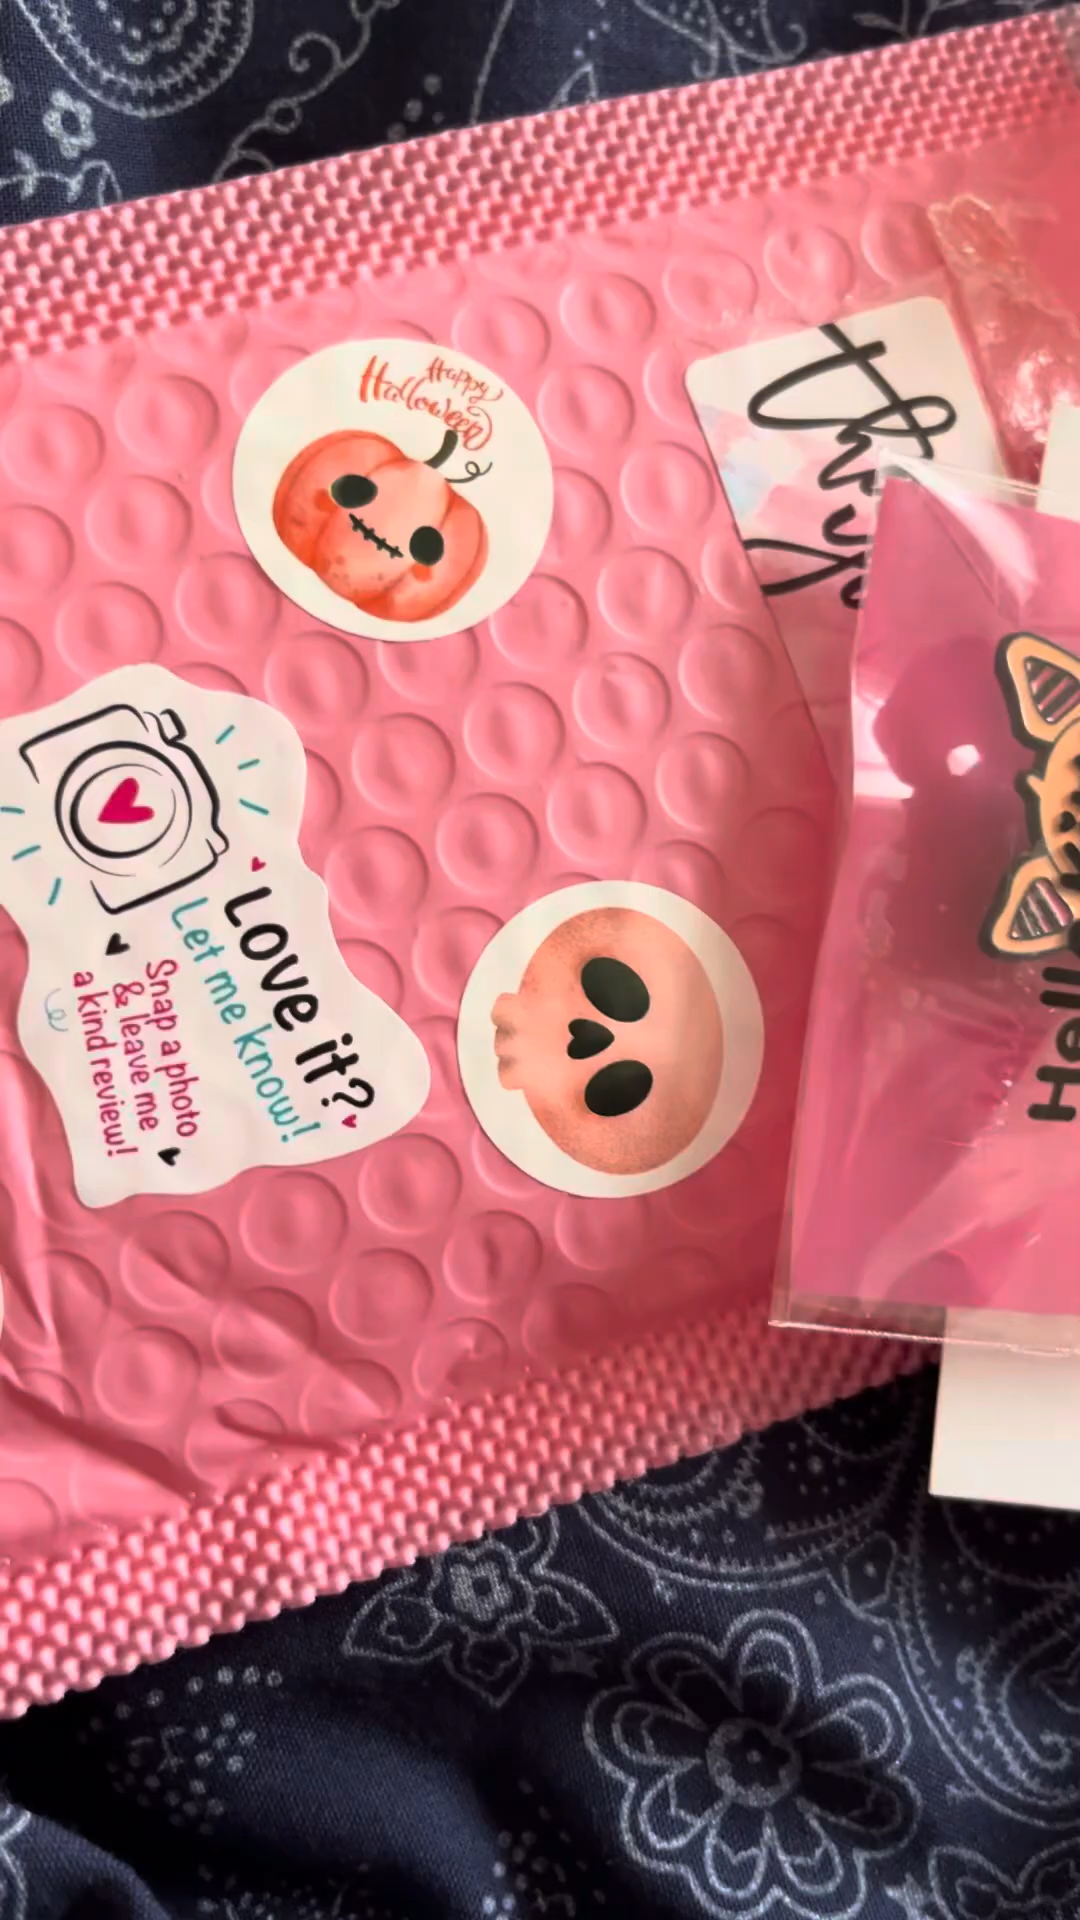 Happy
Halloween
Love it?
Let me know!
Snap a photo
& leave me
a kind review!